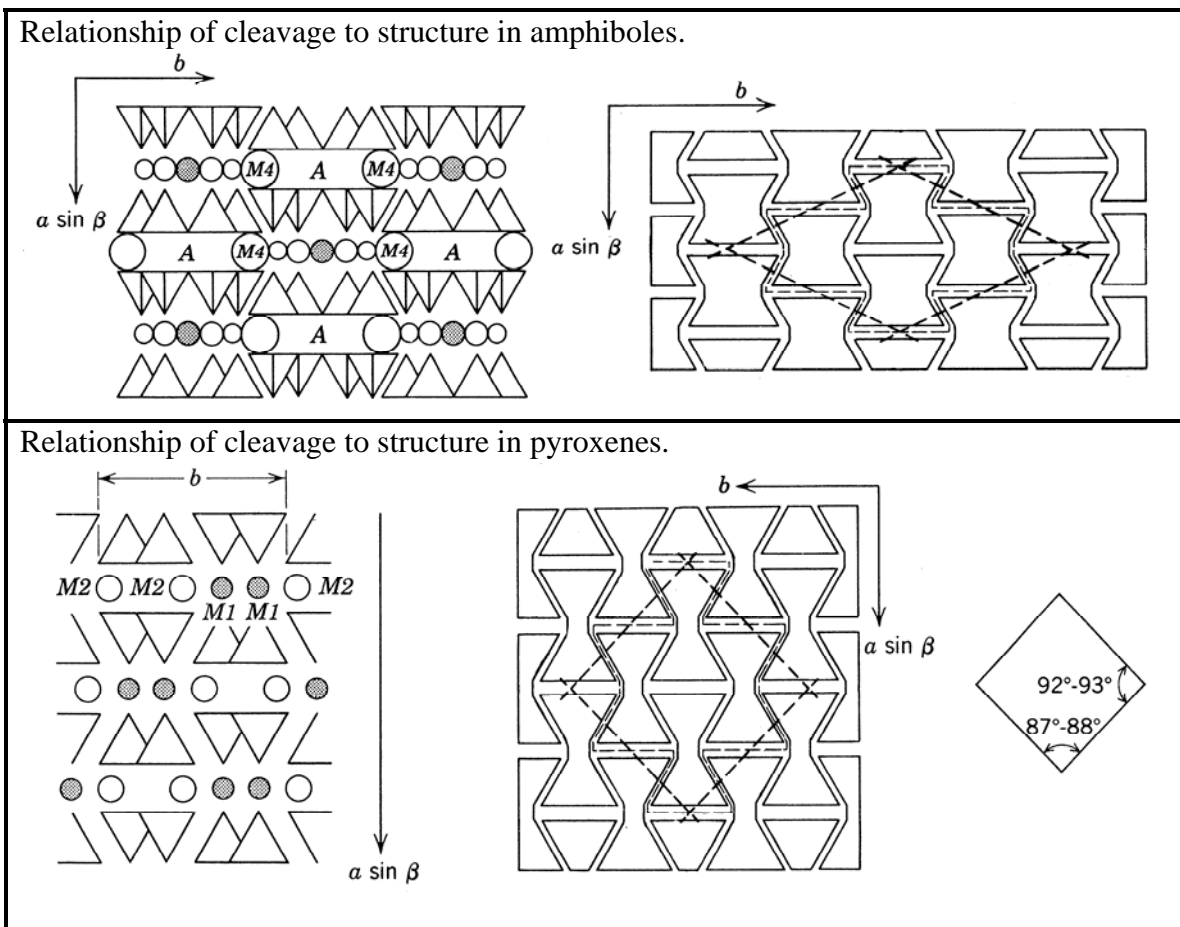 Relationship of cleavage to structure in amphiboles.
b
b
M4 A M4
a sin β
A M4 M4 A
a sin β
A
Relationship of cleavage to structure in pyroxenes.
b
b
M2 M2 M2
M1 M1
a sin β
92°-93°
87°-88°
a sin β